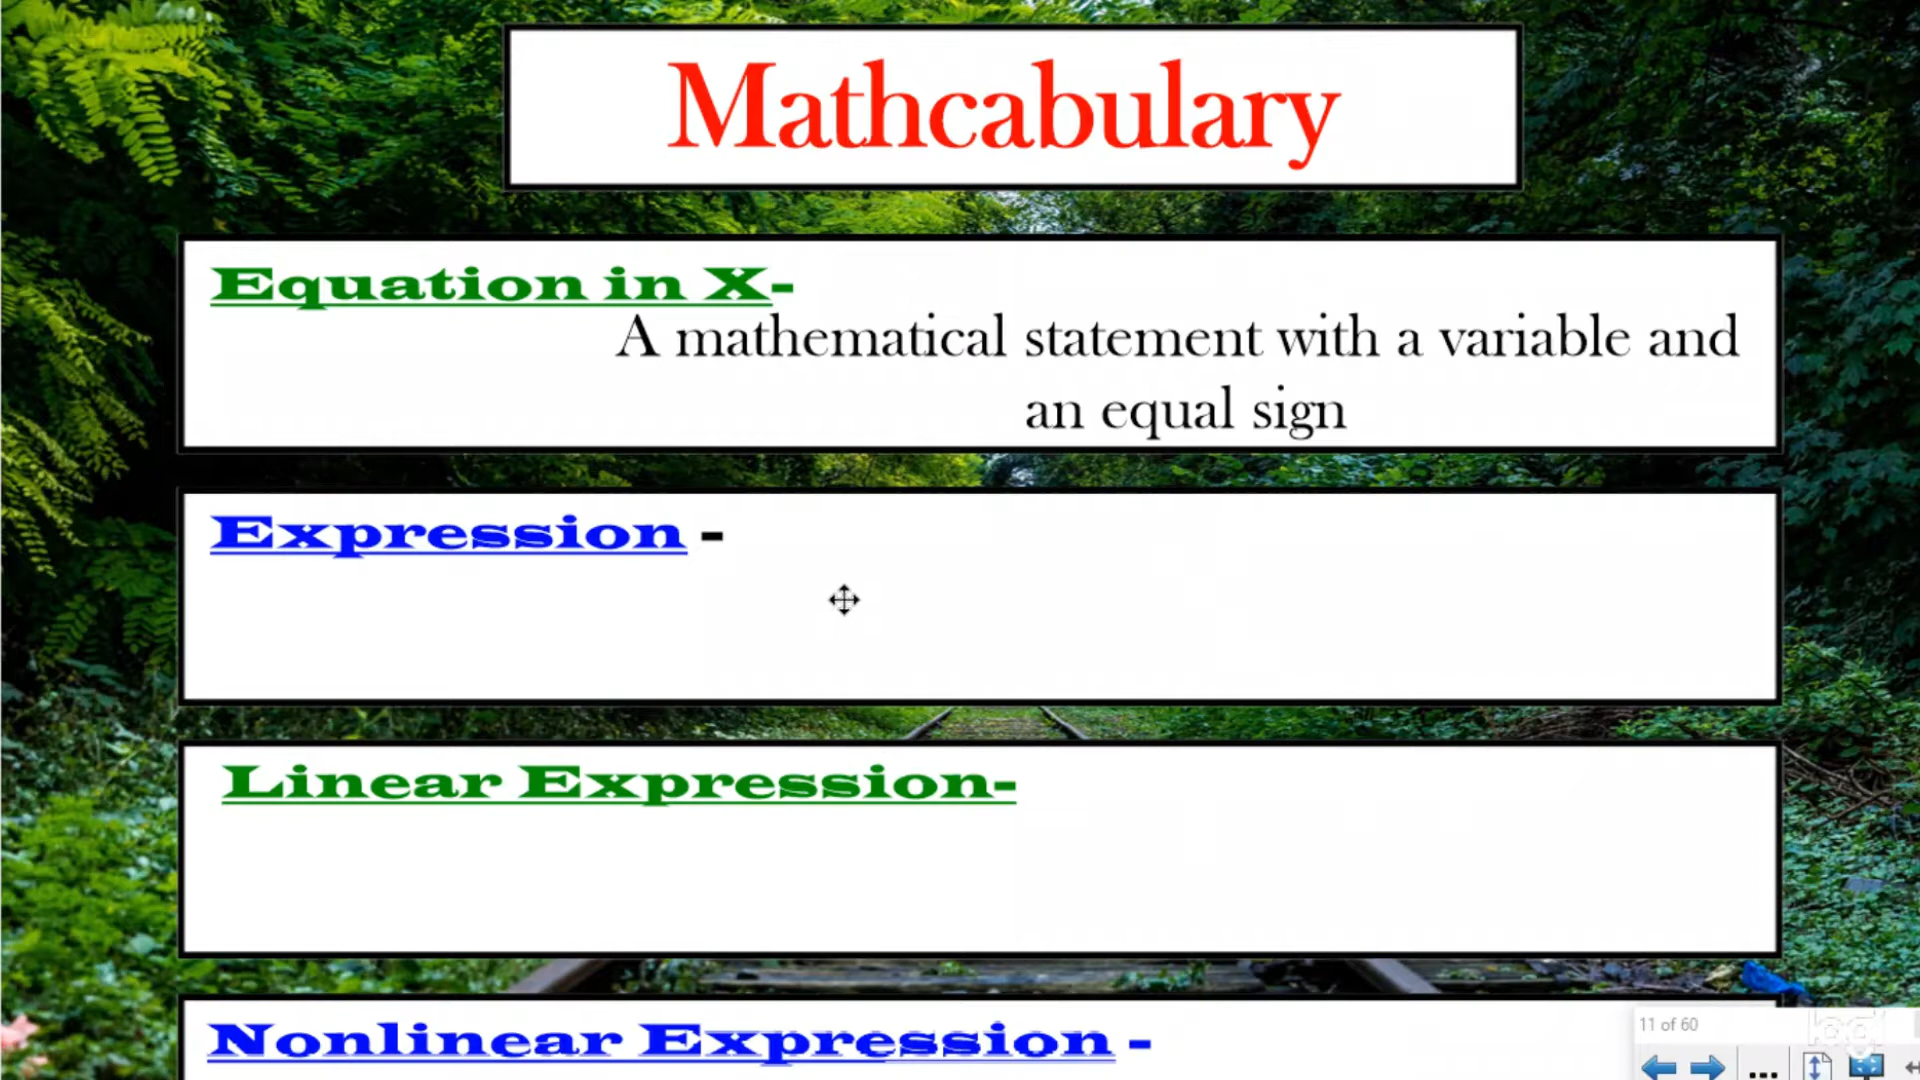 Mathcabulary
Equation in X-
A mathematical statement with a variable and
an equal sign
Expression -
Linear Expression-
Nonlinear Expression -
11 of 60
logi